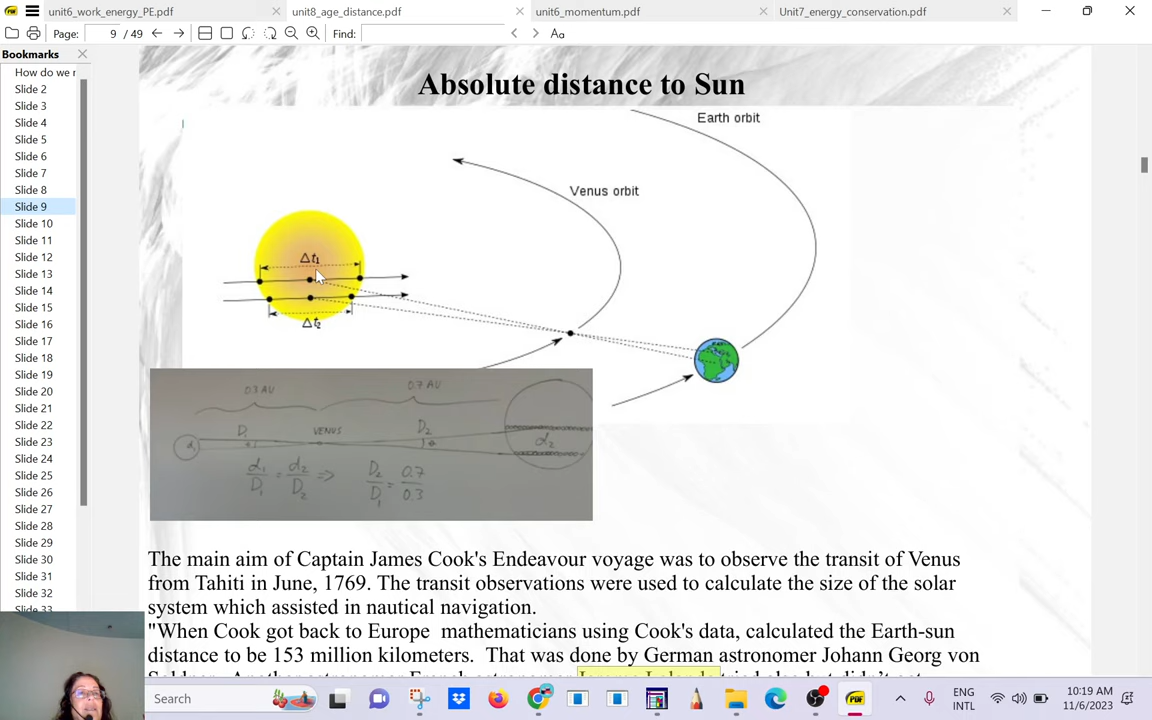 unit6_work_energy_PE.pdf
unit8_age_distance.pdf
unit6_momentum.pdf
Unit7_energy_conservation.pdf
Page: 9 / 49
Find:
Aa
Bookmarks
How do we r
Slide 2
Slide 3
Slide 4
Slide 5
Slide 6
Slide 7
Slide 8
Slide 9
Slide 10
Slide 11
Slide 12
Slide 13
Slide 14
Slide 15
Slide 16
Slide 17
Slide 18
Slide 19
Slide 20
Slide 21
Slide 22
Slide 23
Slide 24
Slide 25
Slide 26
Slide 27
Slide 28
Slide 29
Slide 30
Slide 31
Slide 32
Slide 33
Absolute distance to Sun
Earth orbit
Venus orbit
Δt₁
Δt₂
0.3 AU
0.7 AU
D₁
VENUS
D₂
α
d₂
d₁/D₁ = d₂/D₂ ⇒ D₂/D₁ = 0.7/0.3
The main aim of Captain James Cook's Endeavour voyage was to observe the transit of Venus
from Tahiti in June, 1769. The transit observations were used to calculate the size of the solar
system which assisted in nautical navigation.
"When Cook got back to Europe mathematicians using Cook's data, calculated the Earth-sun
distance to be 153 million kilometers. That was done by German astronomer Johann Georg von
Search
ENG
INTL
10:19 AM
11/6/2023